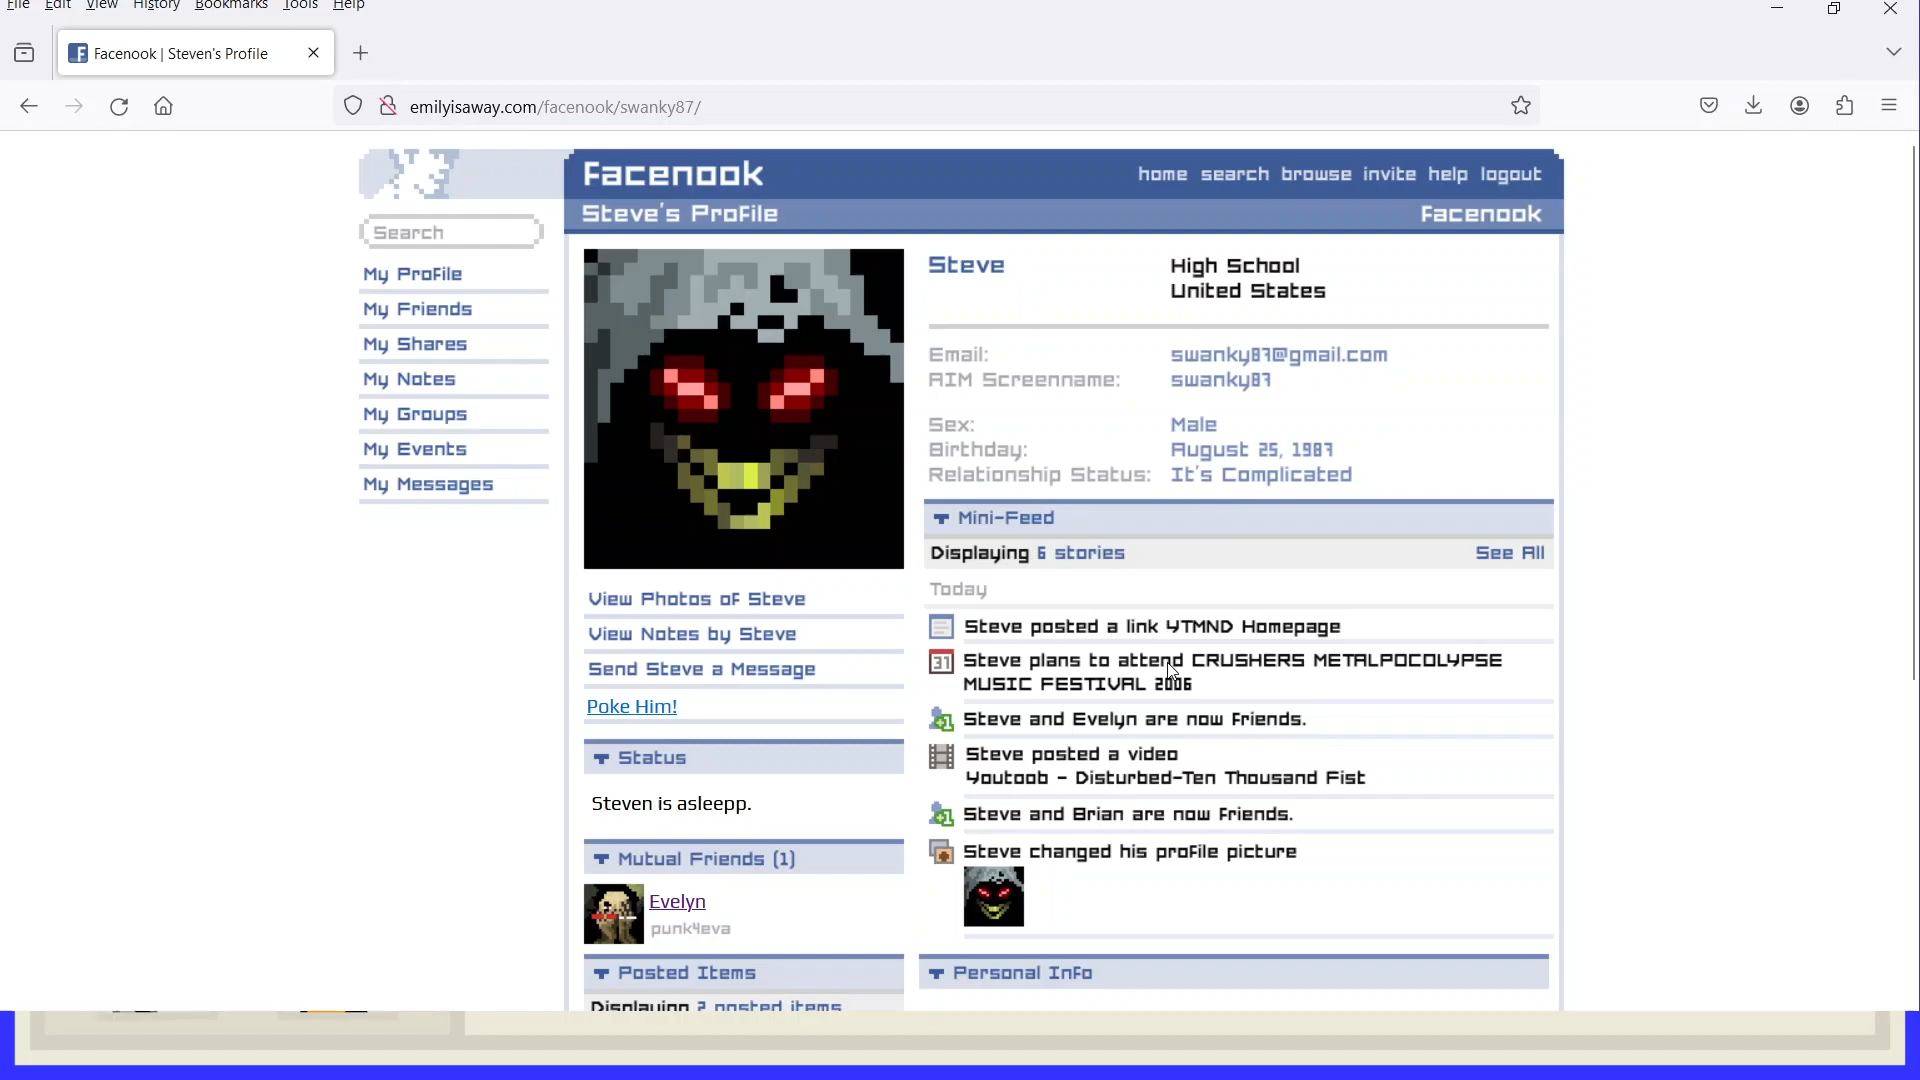 File Edit View History Bookmarks Tools Help
Facenook | Steven's Profile
emilyisaway.com/facenook/swanky87/
Facenook
home search browse invite help logout
Steve's Profile
Facenook
Search
My Profile
My Friends
My Shares
My Notes
My Groups
My Events
My Messages
Steve
High School
United States
Email: swanky87@gmail.com
AIM Screenname: swanky87
Sex: Male
Birthday: August 25, 1987
Relationship Status: It's Complicated
Mini-Feed
Displaying 6 stories See All
Today
Steve posted a link YTMND Homepage
31
Steve plans to attend CRUSHERS METALPOCOLYPSE
MUSIC FESTIVAL 2006
Steve and Evelyn are now friends.
Steve posted a video
Youtoob - Disturbed-Ten Thousand Fist
Steve and Brian are now friends.
Steve changed his profile picture
View Photos of Steve
View Notes by Steve
Send Steve a Message
Poke Him!
Status
Steven is asleepp.
Mutual Friends (1)
Evelyn
punk4eva
Posted Items
Displaying 2 posted items
Personal Info